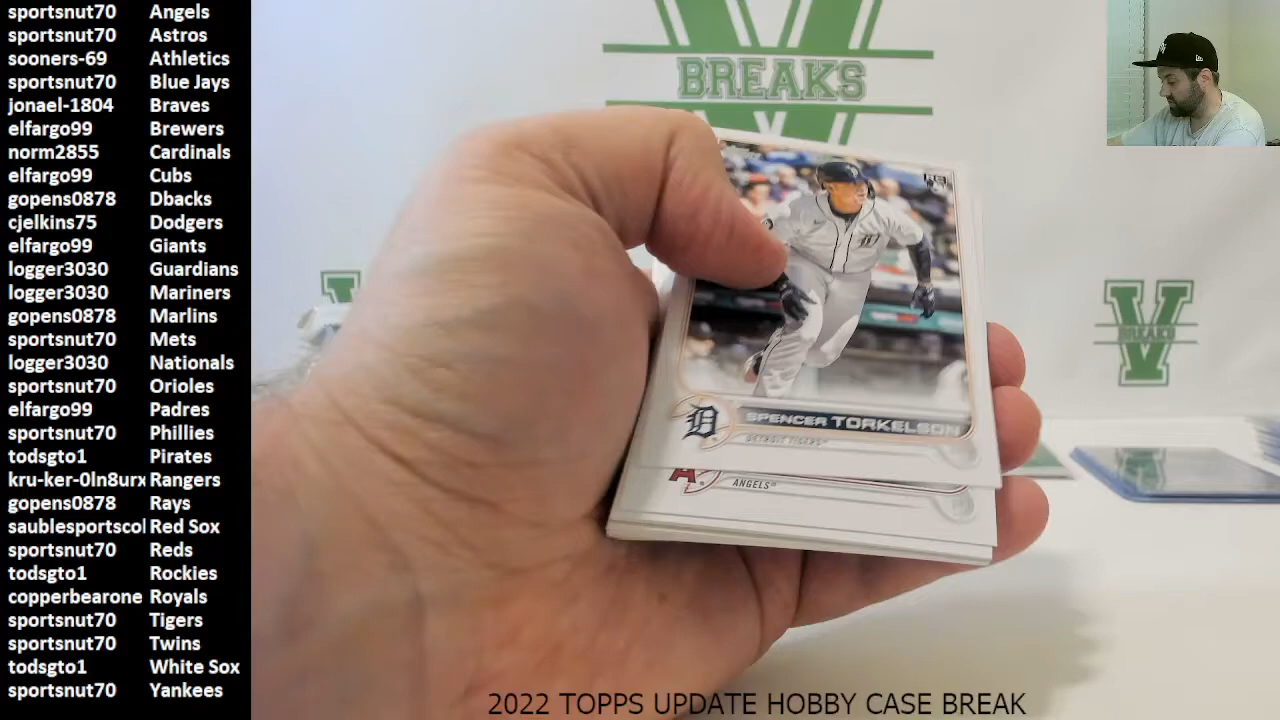 sportsnut70 Angels
sportsnut70 Astros
sooners-69 Athletics
sportsnut70 Blue Jays
jonael-1804 Braves
elfargo99 Brewers
norm2855 Cardinals
elfargo99 Cubs
gopens0878 Dbacks
cjelkins75 Dodgers
elfargo99 Giants
logger3030 Guardians
logger3030 Mariners
gopens0878 Marlins
sportsnut70 Mets
logger3030 Nationals
sportsnut70 Orioles
elfargo99 Padres
sportsnut70 Phillies
todsgto1 Pirates
kru-ker-0ln8urx Rangers
gopens0878 Rays
saublesportscol Red Sox
sportsnut70 Reds
todsgto1 Rockies
copperbearone Royals
sportsnut70 Tigers
sportsnut70 Twins
todsgto1 White Sox
sportsnut70 Yankees
V
BREAKS
V
BREAKS
RC
D
SPENCER TORKELSON
DETROIT TIGERS
A
ANGELS
2022 TOPPS UPDATE HOBBY CASE BREAK